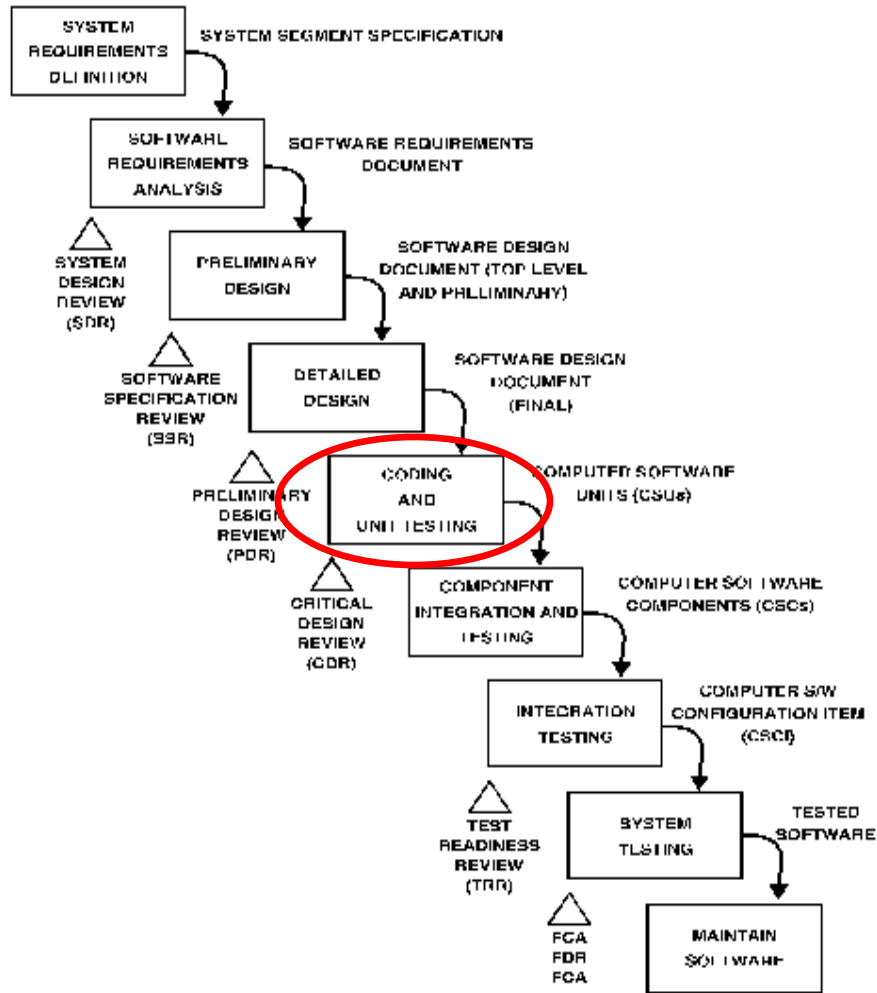 SYSTEM
REQUIREMENTS
DEFINITION
SYSTEM SEGMENT SPECIFICATION
SOFTWARE
REQUIREMENTS
ANALYSIS
SOFTWARE REQUIREMENTS
DOCUMENT
SYSTEM
DESIGN
REVIEW
(SDR)
PRELIMINARY
DESIGN
SOFTWARE DESIGN
DOCUMENT (TOP LEVEL
AND PRELIMINARY)
SOFTWARE
SPECIFICATION
REVIEW
(SSR)
DETAILED
DESIGN
SOFTWARE DESIGN
DOCUMENT
(FINAL)
PRELIMINARY
DESIGN
REVIEW
(PDR)
CODING
AND
UNIT TESTING
COMPUTER SOFTWARE
UNITS (CSUs)
CRITICAL
DESIGN
REVIEW
(CDR)
COMPONENT
INTEGRATION AND
TESTING
COMPUTER SOFTWARE
COMPONENTS (CSCs)
INTEGRATION
TESTING
COMPUTER S/W
CONFIGURATION ITEM
(CSCI)
TEST
READINESS
REVIEW
(TRR)
SYSTEM
TESTING
TESTED
SOFTWARE
FCA
FDR
FCA
MAINTAIN
SOFTWARE